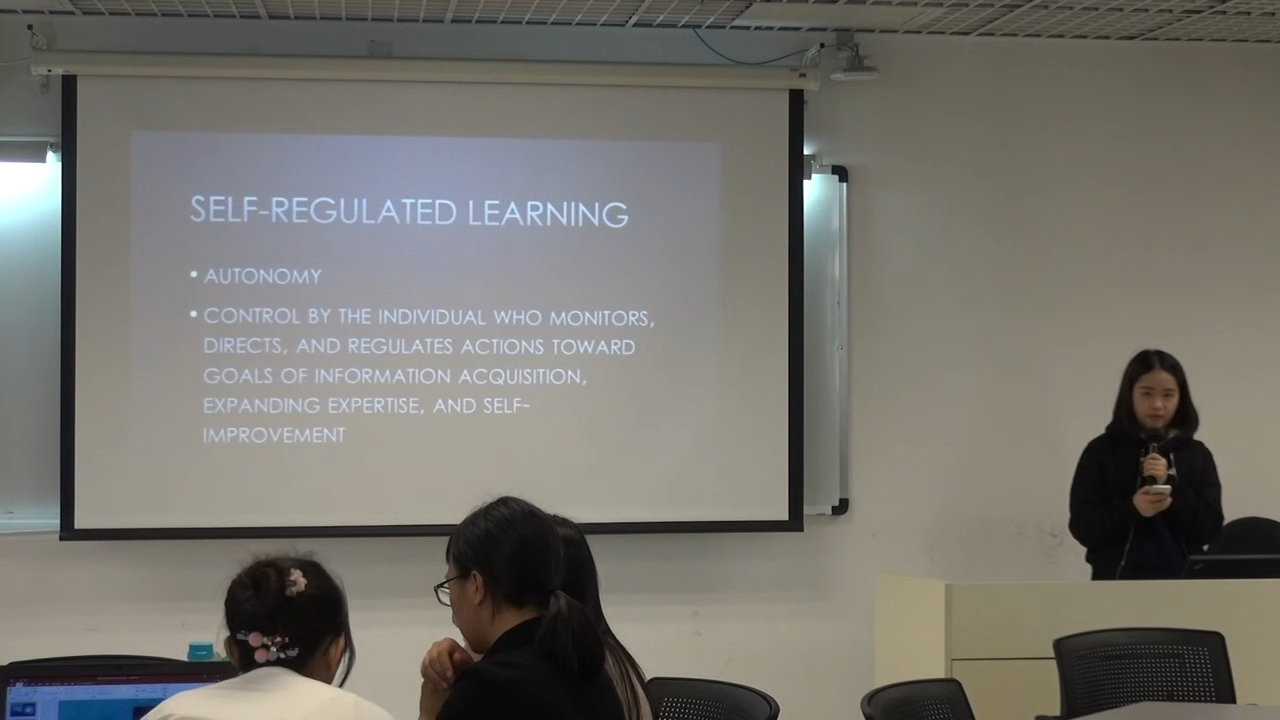 SELF-REGULATED LEARNING
• AUTONOMY
• CONTROL BY THE INDIVIDUAL WHO MONITORS,
DIRECTS, AND REGULATES ACTIONS TOWARD
GOALS OF INFORMATION ACQUISITION,
EXPANDING EXPERTISE, AND SELF-
IMPROVEMENT